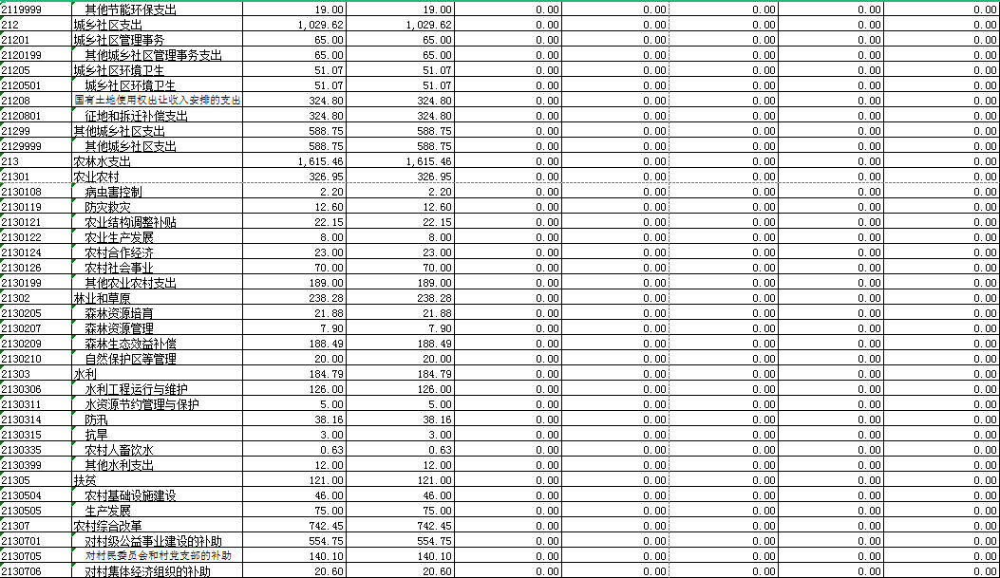 2119999 其他节能环保支出 19.00 19.00 0.00 0.00 0.00 0.00 0.00
212 城乡社区支出 1,029.62 1,029.62 0.00 0.00 0.00 0.00 0.00
21201 城乡社区管理事务 65.00 65.00 0.00 0.00 0.00 0.00 0.00
2120199 其他城乡社区管理事务支出 65.00 65.00 0.00 0.00 0.00 0.00 0.00
21205 城乡社区环境卫生 51.07 51.07 0.00 0.00 0.00 0.00 0.00
2120501 城乡社区环境卫生 51.07 51.07 0.00 0.00 0.00 0.00 0.00
21208 国有土地使用权出让收入安排的支出 324.80 324.80 0.00 0.00 0.00 0.00 0.00
2120801 征地和拆迁补偿支出 324.80 324.80 0.00 0.00 0.00 0.00 0.00
21299 其他城乡社区支出 588.75 588.75 0.00 0.00 0.00 0.00 0.00
2129999 其他城乡社区支出 588.75 588.75 0.00 0.00 0.00 0.00 0.00
213 农林水支出 1,615.46 1,615.46 0.00 0.00 0.00 0.00 0.00
21301 农业农村 326.95 326.95 0.00 0.00 0.00 0.00 0.00
2130108 病虫害控制 2.20 2.20 0.00 0.00 0.00 0.00 0.00
2130119 防灾救灾 12.60 12.60 0.00 0.00 0.00 0.00 0.00
2130121 农业结构调整补贴 22.15 22.15 0.00 0.00 0.00 0.00 0.00
2130122 农业生产发展 8.00 8.00 0.00 0.00 0.00 0.00 0.00
2130124 农村合作经济 23.00 23.00 0.00 0.00 0.00 0.00 0.00
2130126 农村社会事业 70.00 70.00 0.00 0.00 0.00 0.00 0.00
2130199 其他农业农村支出 189.00 189.00 0.00 0.00 0.00 0.00 0.00
21302 林业和草原 238.28 238.28 0.00 0.00 0.00 0.00 0.00
2130205 森林资源培育 21.88 21.88 0.00 0.00 0.00 0.00 0.00
2130207 森林资源管理 7.90 7.90 0.00 0.00 0.00 0.00 0.00
2130209 森林生态效益补偿 188.49 188.49 0.00 0.00 0.00 0.00 0.00
2130210 自然保护区等管理 20.00 20.00 0.00 0.00 0.00 0.00 0.00
21303 水利 184.79 184.79 0.00 0.00 0.00 0.00 0.00
2130306 水利工程运行与维护 126.00 126.00 0.00 0.00 0.00 0.00 0.00
2130311 水资源节约管理与保护 5.00 5.00 0.00 0.00 0.00 0.00 0.00
2130314 防汛 38.16 38.16 0.00 0.00 0.00 0.00 0.00
2130315 抗旱 3.00 3.00 0.00 0.00 0.00 0.00 0.00
2130335 农村人畜饮水 0.63 0.63 0.00 0.00 0.00 0.00 0.00
2130399 其他水利支出 12.00 12.00 0.00 0.00 0.00 0.00 0.00
21305 扶贫 121.00 121.00 0.00 0.00 0.00 0.00 0.00
2130504 农村基础设施建设 46.00 46.00 0.00 0.00 0.00 0.00 0.00
2130505 生产发展 75.00 75.00 0.00 0.00 0.00 0.00 0.00
21307 农村综合改革 742.45 742.45 0.00 0.00 0.00 0.00 0.00
2130701 对村级公益事业建设的补助 554.75 554.75 0.00 0.00 0.00 0.00 0.00
2130705 对村民委员会和村党支部的补助 140.10 140.10 0.00 0.00 0.00 0.00 0.00
2130706 对村集体经济组织的补助 20.60 20.60 0.00 0.00 0.00 0.00 0.00